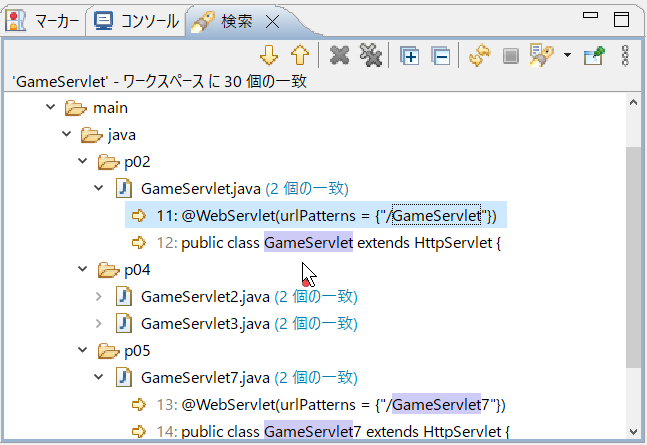 マーカー コンソール 検索
'GameServlet' - ワークスペース に 30 個の一致
main
java
p02
GameServlet.java (2 個の一致)
11: @WebServlet(urlPatterns = {"/GameServlet"})
12: public class GameServlet extends HttpServlet {
p04
GameServlet2.java (2 個の一致)
GameServlet3.java (2 個の一致)
p05
GameServlet7.java (2 個の一致)
13: @WebServlet(urlPatterns = {"/GameServlet7"})
14: public class GameServlet7 extends HttpServlet {